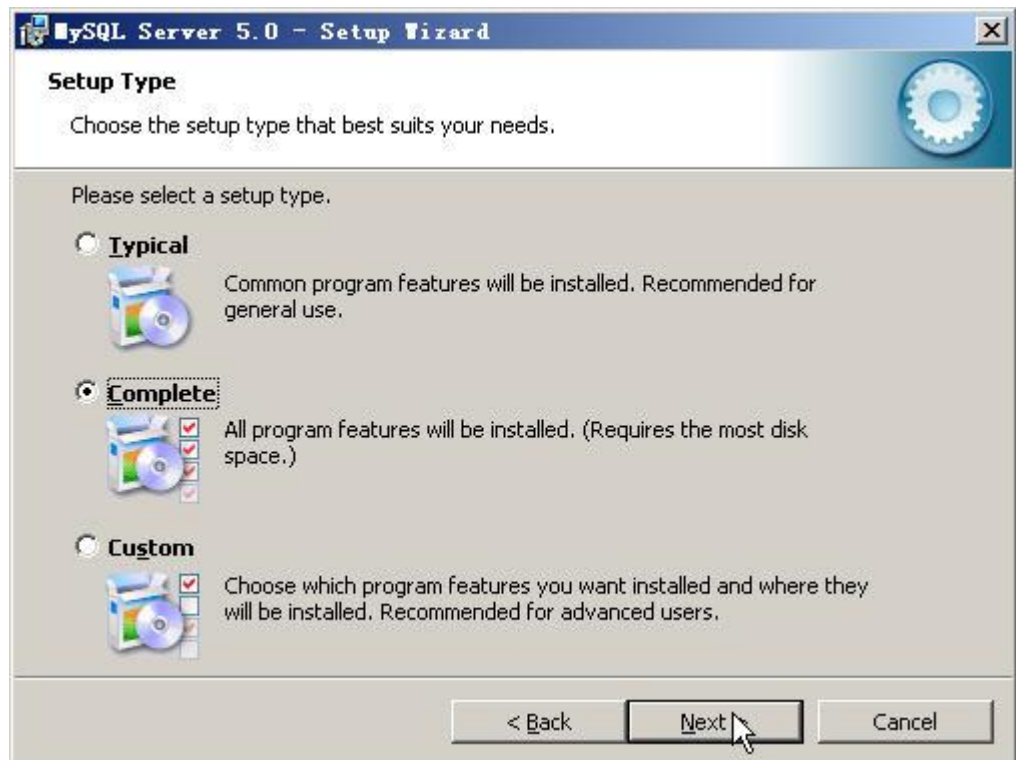 MySQL Server 5.0 - Setup Wizard
Setup Type
Choose the setup type that best suits your needs.
Please select a setup type.
Typical
Common program features will be installed. Recommended for
general use.
Complete
All program features will be installed. (Requires the most disk
space.)
Custom
Choose which program features you want installed and where they
will be installed. Recommended for advanced users.
< Back
Next >
Cancel